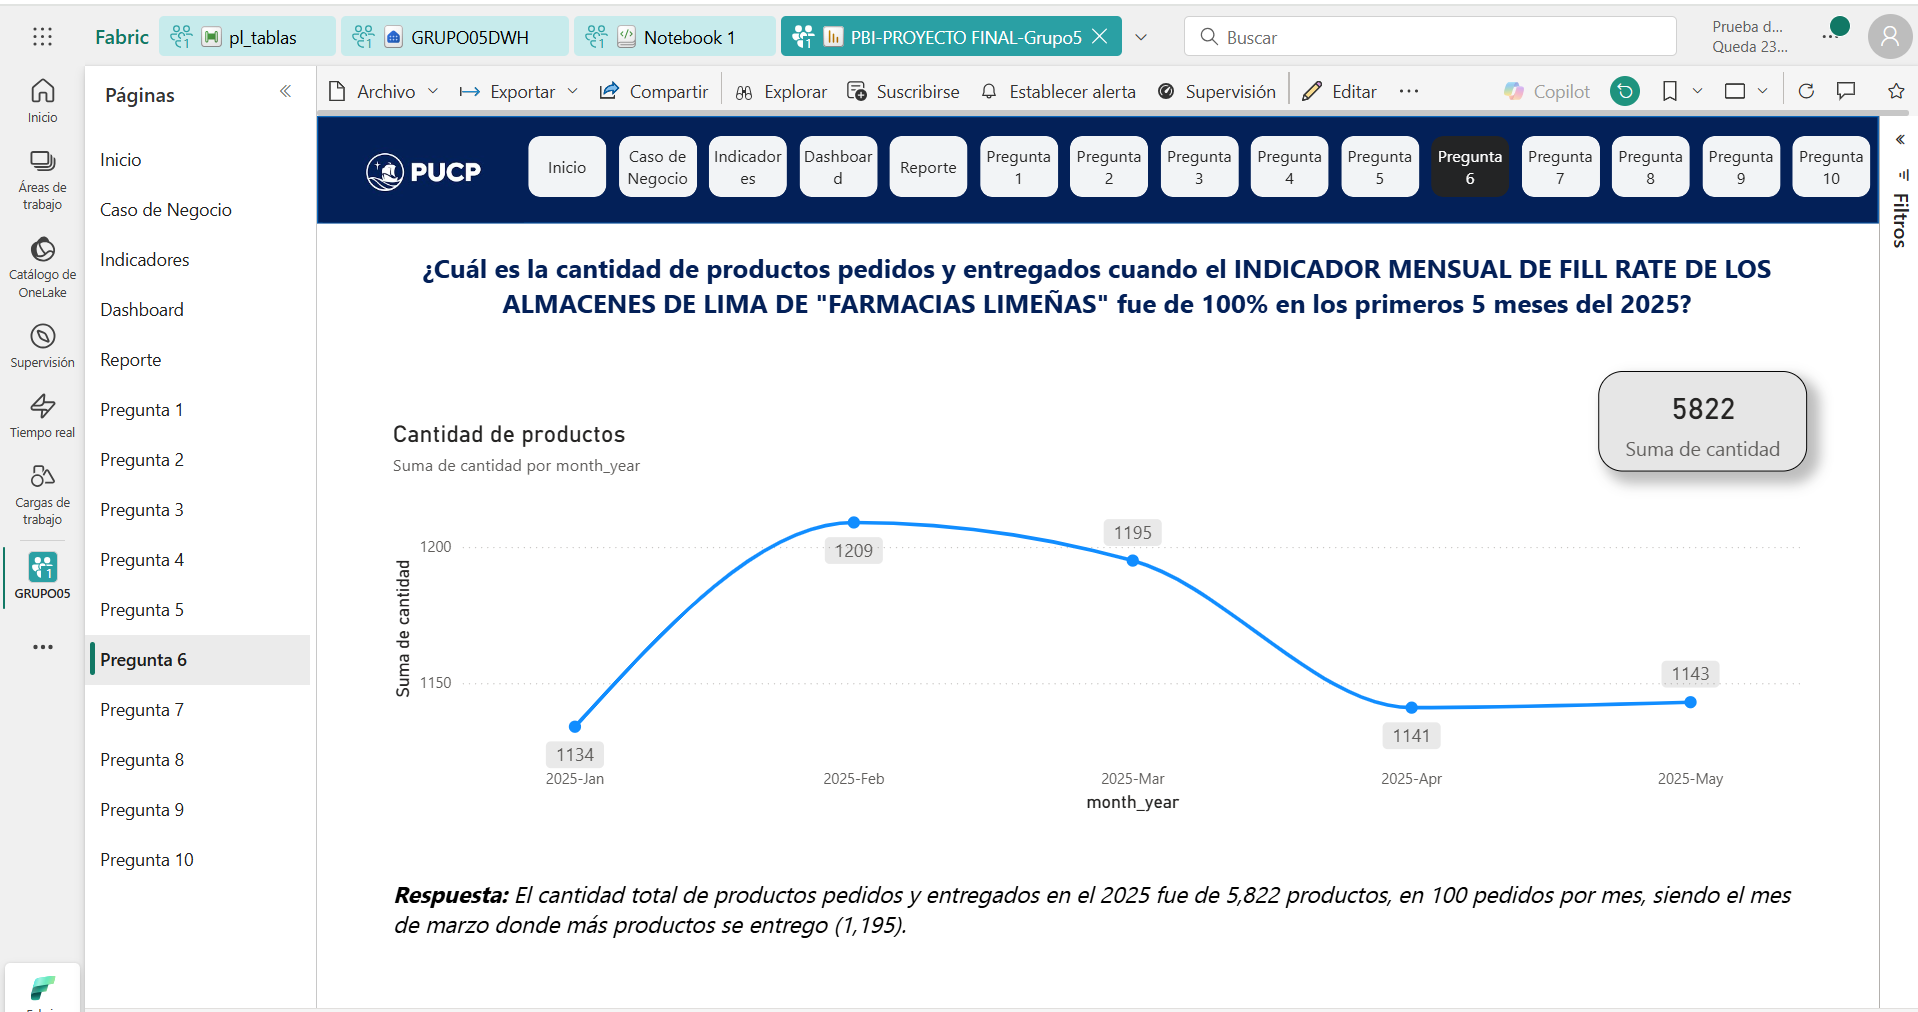 Fabric
pl_tablas
GRUPO05DWH
Notebook 1
PBI-PROYECTO FINAL-Grupo5
Buscar
Prueba d...
Queda 23...
Inicio
Áreas de
trabajo
Catálogo de
OneLake
Supervisión
Tiempo real
Cargas de
trabajo
GRUPO05
Páginas
Inicio
Caso de Negocio
Indicadores
Dashboard
Reporte
Pregunta 1
Pregunta 2
Pregunta 3
Pregunta 4
Pregunta 5
Pregunta 6
Pregunta 7
Pregunta 8
Pregunta 9
Pregunta 10
Archivo
Exportar
Compartir
Explorar
Suscribirse
Establecer alerta
Supervisión
Editar
Copilot
PUCP
Inicio
Caso de
Negocio
Indicador
es
Dashboar
d
Reporte
Pregunta
1
Pregunta
2
Pregunta
3
Pregunta
4
Pregunta
5
Pregunta
6
Pregunta
7
Pregunta
8
Pregunta
9
Pregunta
10
Filtros
¿Cuál es la cantidad de productos pedidos y entregados cuando el INDICADOR MENSUAL DE FILL RATE DE LOS
ALMACENES DE LIMA DE "FARMACIAS LIMEÑAS" fue de 100% en los primeros 5 meses del 2025?
5822
Suma de cantidad
Cantidad de productos
Suma de cantidad por month_year
Suma de cantidad
1200
1150
1134
1209
1195
1141
1143
2025-Jan
2025-Feb
2025-Mar
2025-Apr
2025-May
month_year
Respuesta: El cantidad total de productos pedidos y entregados en el 2025 fue de 5,822 productos, en 100 pedidos por mes, siendo el mes
de marzo donde más productos se entrego (1,195).